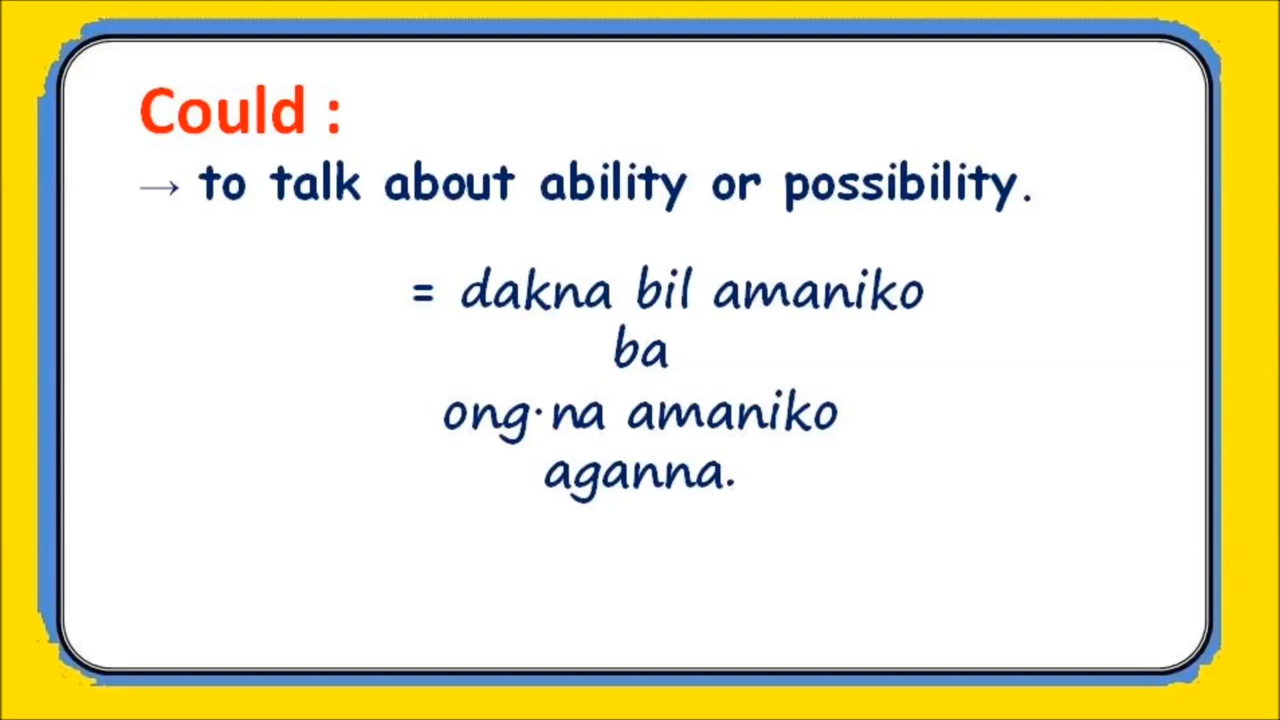 Could :
→ to talk about ability or possibility.
= dakna bil amaniko
ba
ong·na amaniko
aganna.